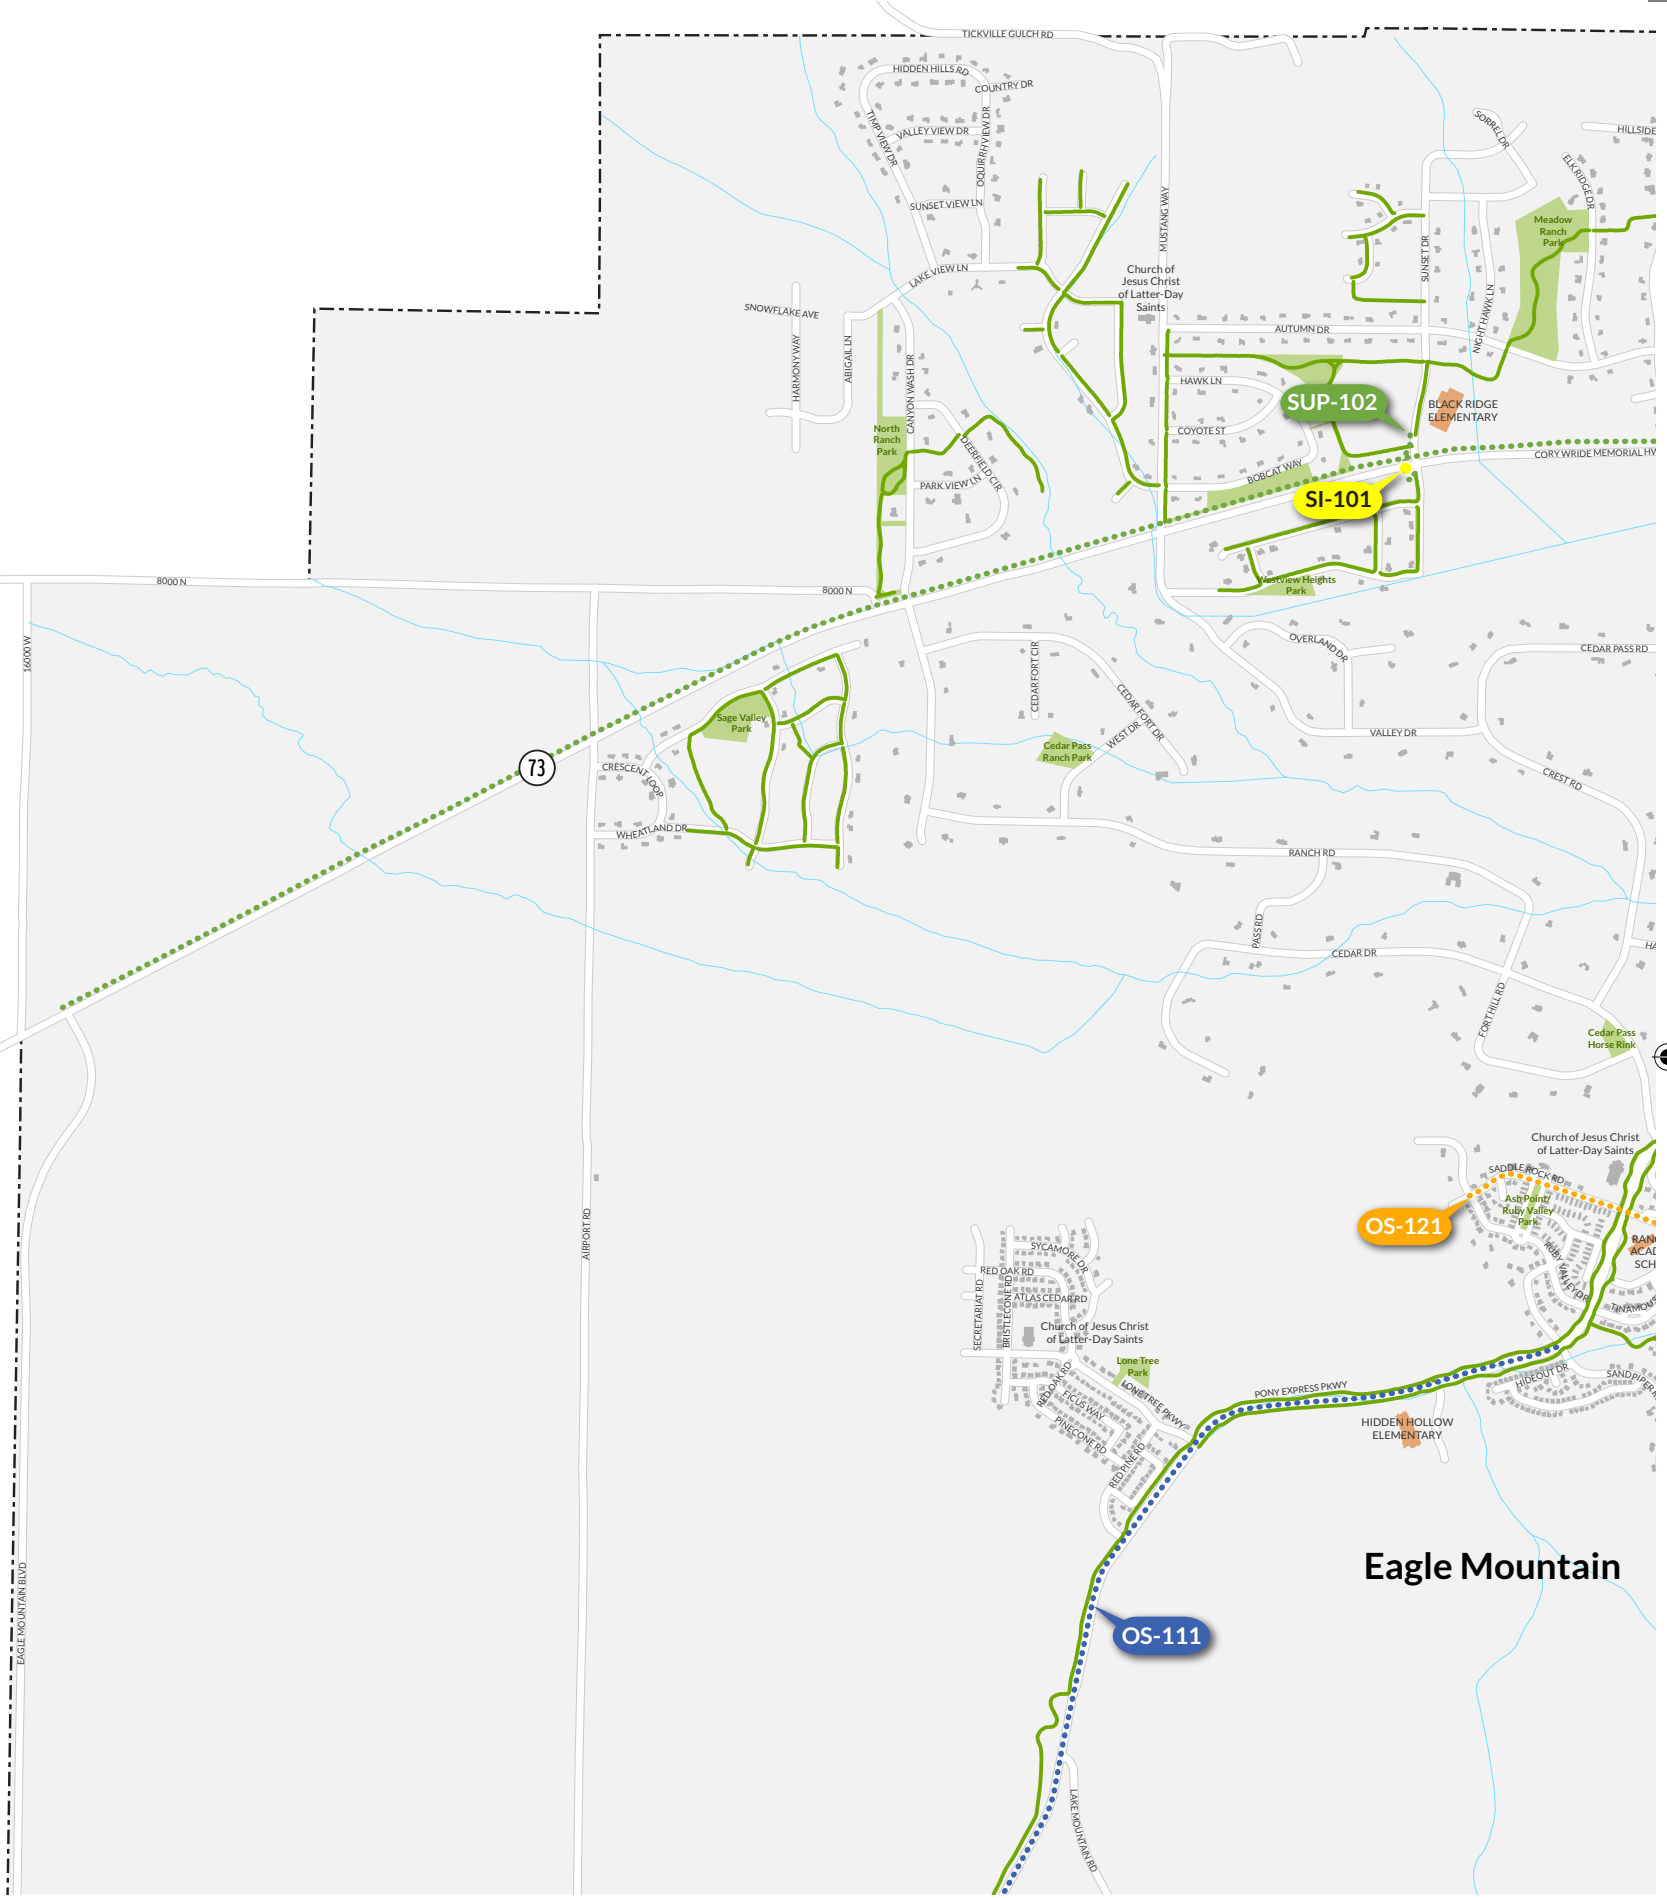 TICKVILLE GULCH RD
HIDDEN HILLS RD
COUNTRY DR
TIMP VIEW DR
VALLEY VIEW DR
OQUIRRH VIEW DR
SUNSET VIEW LN
LAKE VIEW LN
MUSTANG WAY
SORREL DR
HILLSIDE
ELK RIDGE DR
Meadow
Ranch
Park
SUNSET DR
NIGHT HAWK LN
Church of
Jesus Christ
of Latter-Day
Saints
SNOWFLAKE AVE
HARMONY WAY
ABIGAIL LN
CANYON WASH DR
AUTUMN DR
HAWK LN
SUP-102
BLACK RIDGE
ELEMENTARY
COYOTE ST
North
Ranch
Park
DEERFIELD CIR
PARK VIEW LN
BOBCAT WAY
CORY WRIDE MEMORIAL HW
SI-101
8000 N
8000 N
Westview Heights
Park
16000 W
OVERLAND DR
CEDAR PASS RD
CEDAR FORT CIR
CEDAR FORT DR
WEST DR
VALLEY DR
Sage Valley
Park
Cedar Pass
Ranch Park
73
CRESCENT LOOP
CREST RD
WHEATLAND DR
RANCH RD
PASS RD
CEDAR DR
HA
FORT HILL RD
Cedar Pass
Horse Rink
Church of Jesus Christ
of Latter-Day Saints
SADDLE ROCK RD
Ash Point/
Ruby Valley
Park
OS-121
RANC
ACAD
SCH
RUBY VALLEY DR
TINAMOUS
AIRPORT RD
SYCAMORE DR
RED OAK RD
ATLAS CEDAR RD
SECRETARIAT RD
BRISTLECONE RD
Church of Jesus Christ
of Latter-Day Saints
Lone Tree
Park
LONE TREE PKWY
RED OAK RD
FICUS WAY
PINECONE RD
RED PINE RD
PONY EXPRESS PKWY
HIDEOUT DR
SANDPIPER
HIDDEN HOLLOW
ELEMENTARY
Eagle Mountain
OS-111
EAGLE MOUNTAIN BLVD
LAKE MOUNTAIN RD